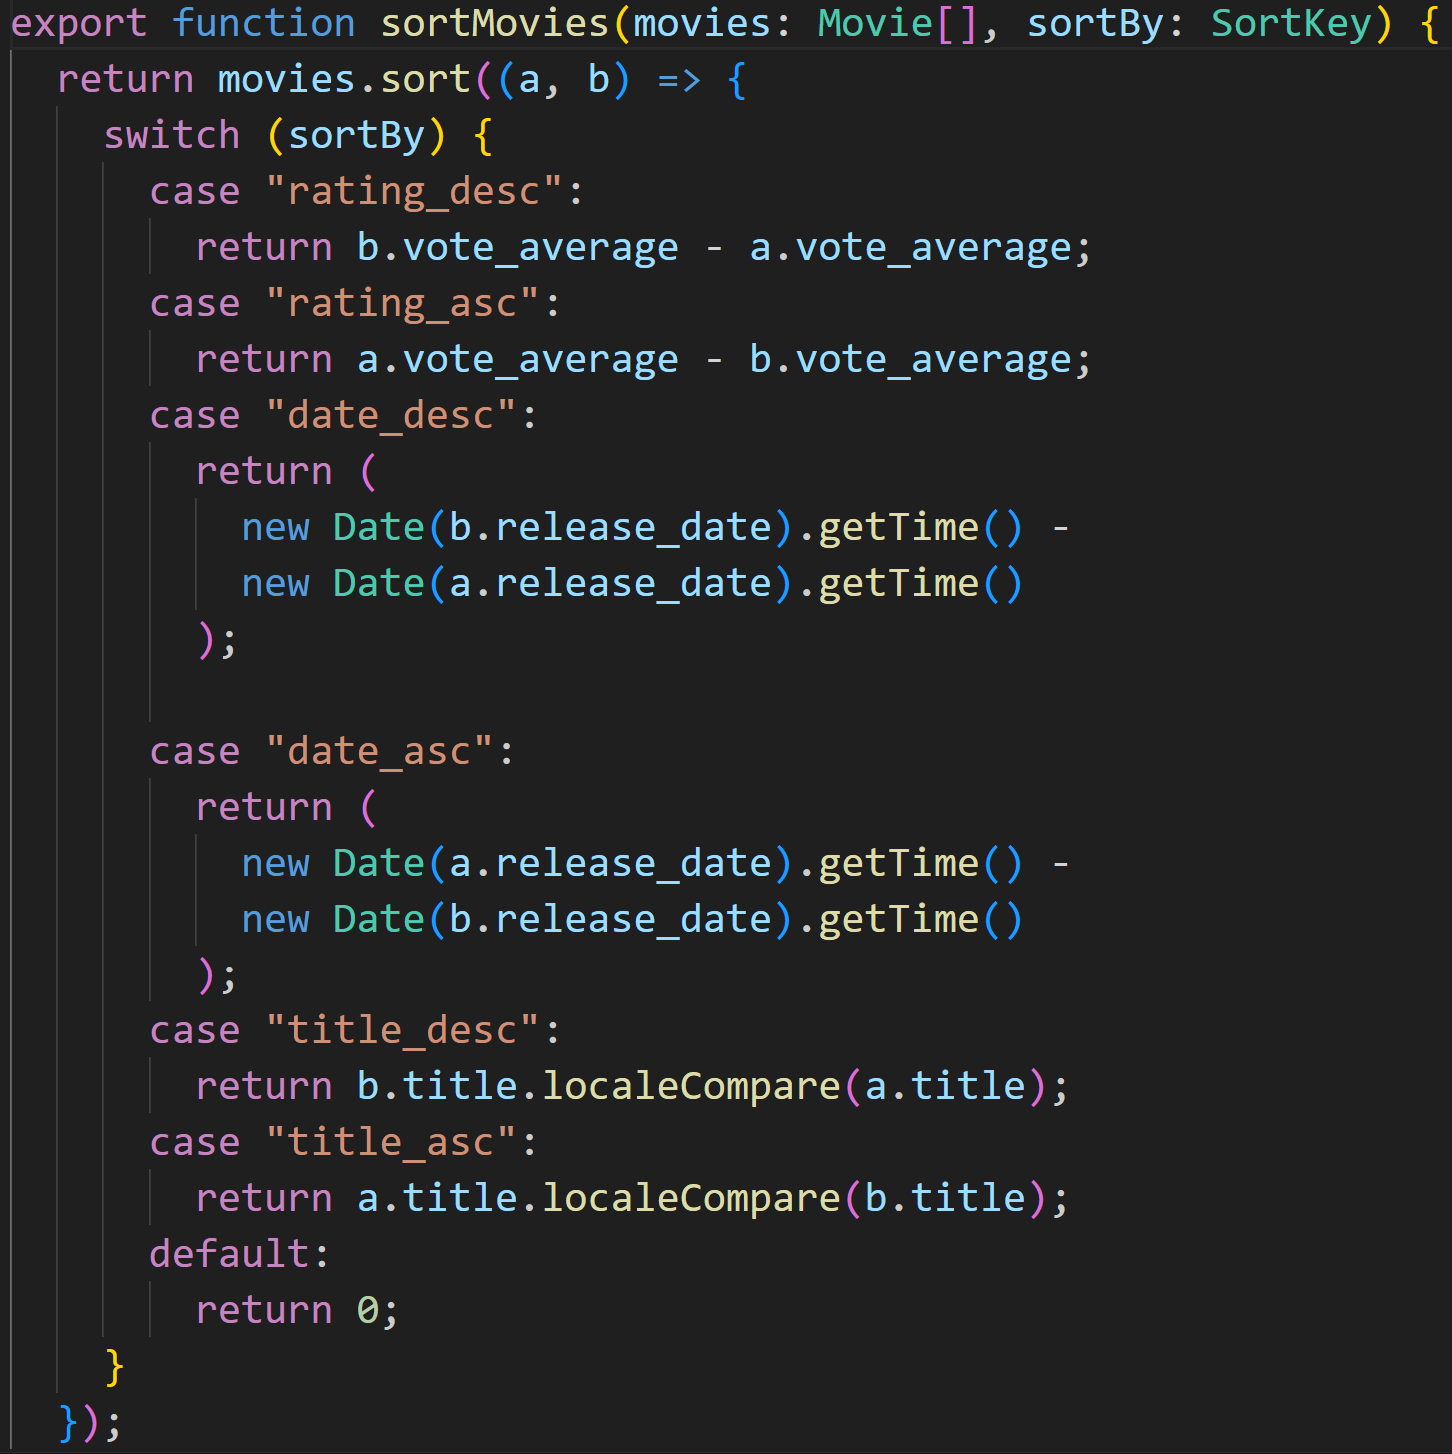 export function sortMovies(movies: Movie[], sortBy: SortKey) {
  return movies.sort((a, b) => {
    switch (sortBy) {
      case "rating_desc":
        return b.vote_average - a.vote_average;
      case "rating_asc":
        return a.vote_average - b.vote_average;
      case "date_desc":
        return (
          new Date(b.release_date).getTime() -
          new Date(a.release_date).getTime()
        );

      case "date_asc":
        return (
          new Date(a.release_date).getTime() -
          new Date(b.release_date).getTime()
        );
      case "title_desc":
        return b.title.localeCompare(a.title);
      case "title_asc":
        return a.title.localeCompare(b.title);
      default:
        return 0;
    }
  });